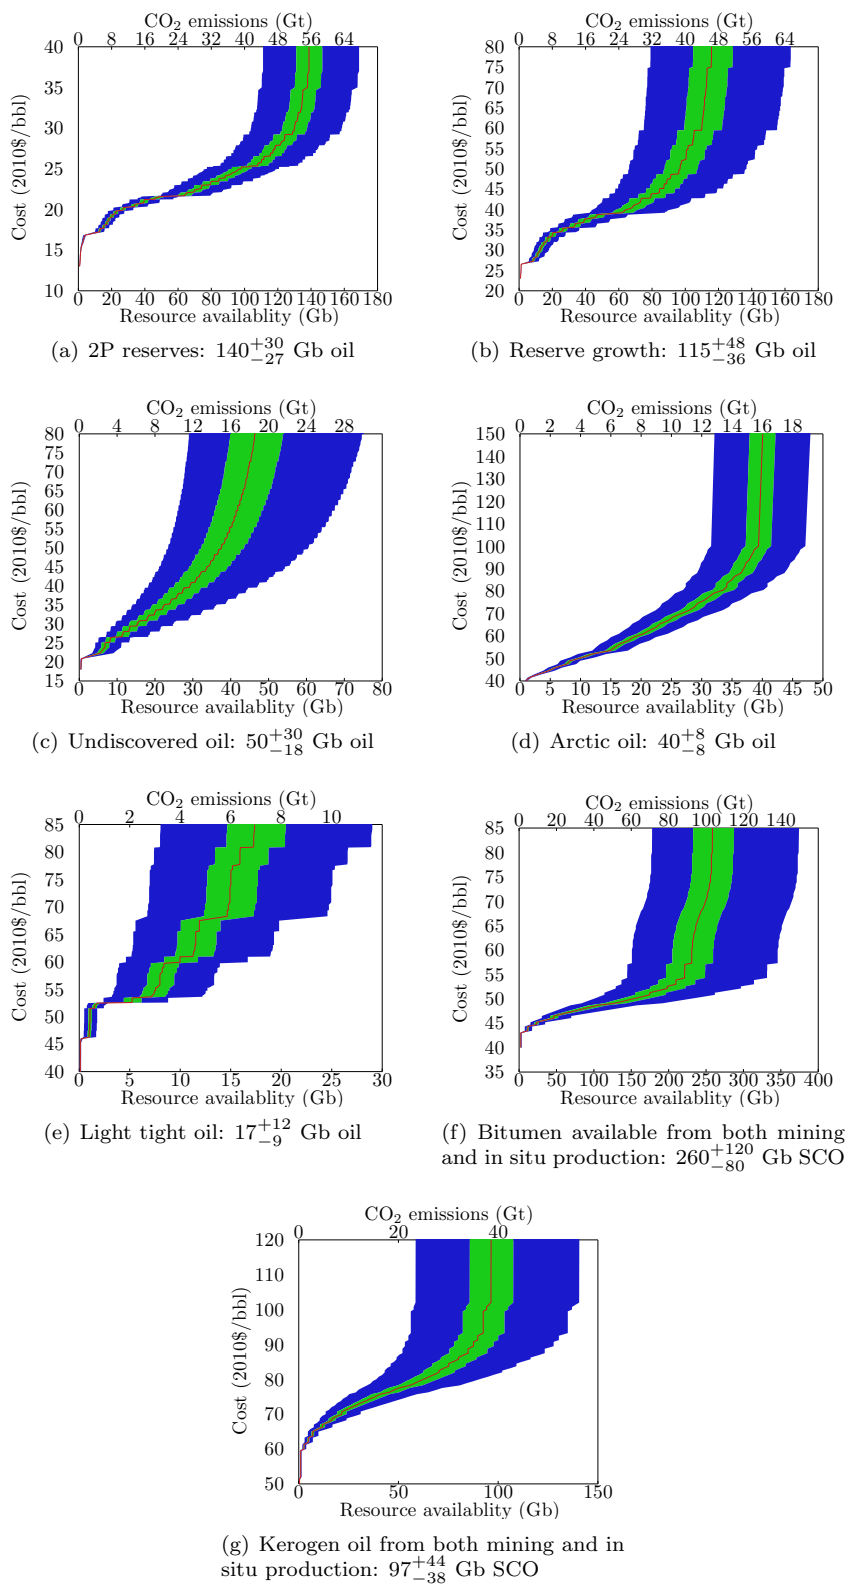 CO2 emissions (Gt)
0 8 16 24 32 40 48 56 64
40
35
30
25
20
15
10
Cost (2010$/bbl)
0 20 40 60 80 100 120 140 160 180
Resource availablity (Gb)
(a) 2P reserves: 140+30−27 Gb oil
CO2 emissions (Gt)
0 8 16 24 32 40 48 56 64
80
75
70
65
60
55
50
45
40
35
30
25
20
Cost (2010$/bbl)
0 20 40 60 80 100 120 140 160 180
Resource availablity (Gb)
(b) Reserve growth: 115+48−36 Gb oil
CO2 emissions (Gt)
0 4 8 12 16 20 24 28
80
75
70
65
60
55
50
45
40
35
30
25
20
15
Cost (2010$/bbl)
0 10 20 30 40 50 60 70 80
Resource availablity (Gb)
(c) Undiscovered oil: 50+30−18 Gb oil
CO2 emissions (Gt)
0 2 4 6 8 10 12 14 16 18
150
140
130
120
110
100
90
80
70
60
50
40
Cost (2010$/bbl)
0 5 10 15 20 25 30 35 40 45 50
Resource availablity (Gb)
(d) Arctic oil: 40+8−8 Gb oil
CO2 emissions (Gt)
0 2 4 6 8 10
85
80
75
70
65
60
55
50
45
40
Cost (2010$/bbl)
0 5 10 15 20 25 30
Resource availablity (Gb)
(e) Light tight oil: 17+12−9 Gb oil
CO2 emissions (Gt)
0 20 40 60 80 100 120 140
85
80
75
70
65
60
55
50
45
40
35
Cost (2010$/bbl)
0 50 100 150 200 250 300 350 400
Resource availablity (Gb)
(f) Bitumen available from both mining
and in situ production: 260+120−80 Gb SCO
CO2 emissions (Gt)
0 20 40
120
110
100
90
80
70
60
50
Cost (2010$/bbl)
0 50 100 150
Resource availablity (Gb)
(g) Kerogen oil from both mining and in
situ production: 97+44−38 Gb SCO